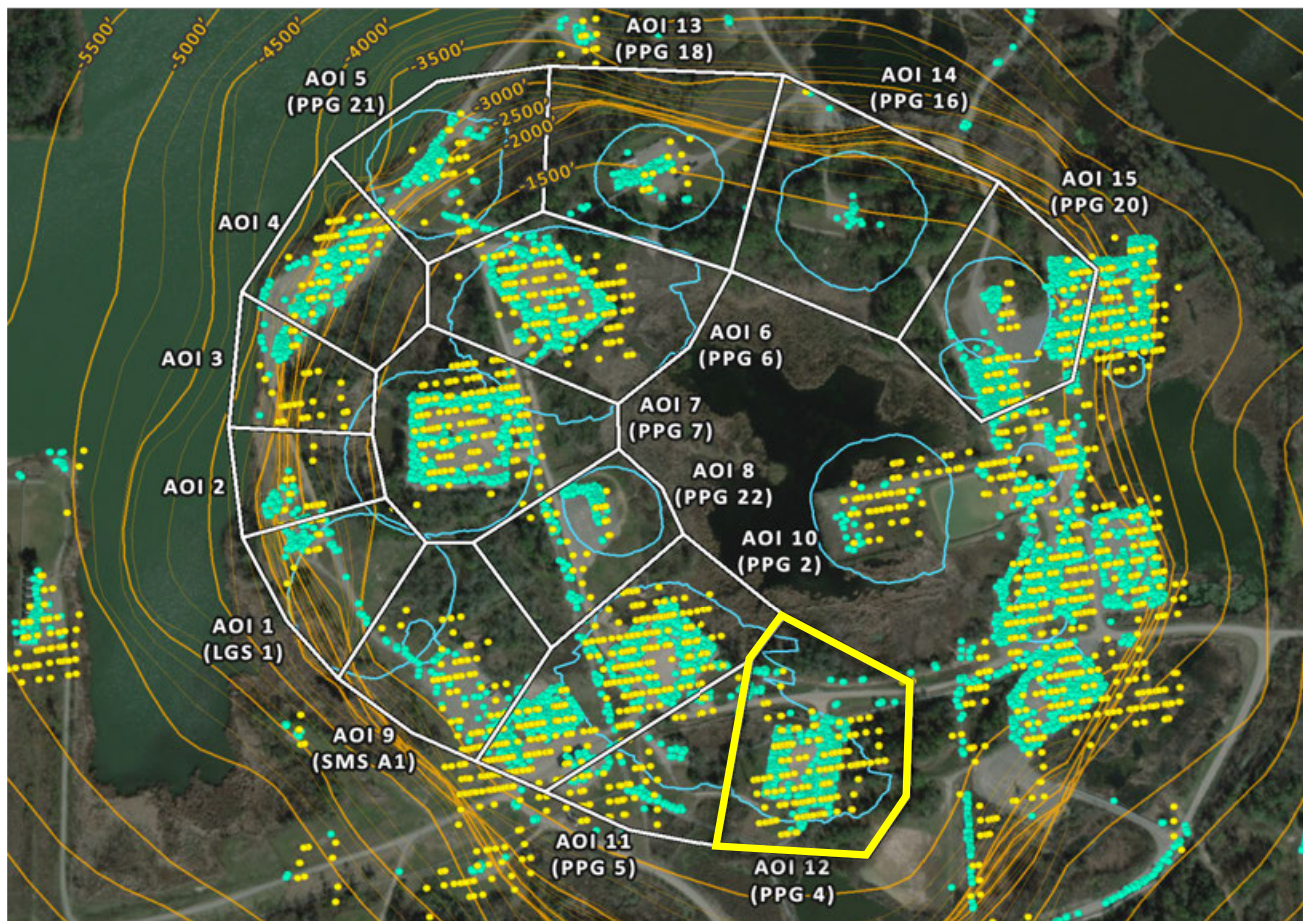 -5500'
-5000'
-4500'
-4000'
-3500'
-3000'
-2500'
-2000'
-1500'
AOI 13
(PPG 18)
AOI 14
(PPG 16)
AOI 5
(PPG 21)
AOI 15
(PPG 20)
AOI 4
AOI 6
(PPG 6)
AOI 3
AOI 7
(PPG 7)
AOI 8
(PPG 22)
AOI 2
AOI 10
(PPG 2)
AOI 1
(LGS 1)
AOI 9
(SMS A1)
AOI 11
(PPG 5)
AOI 12
(PPG 4)